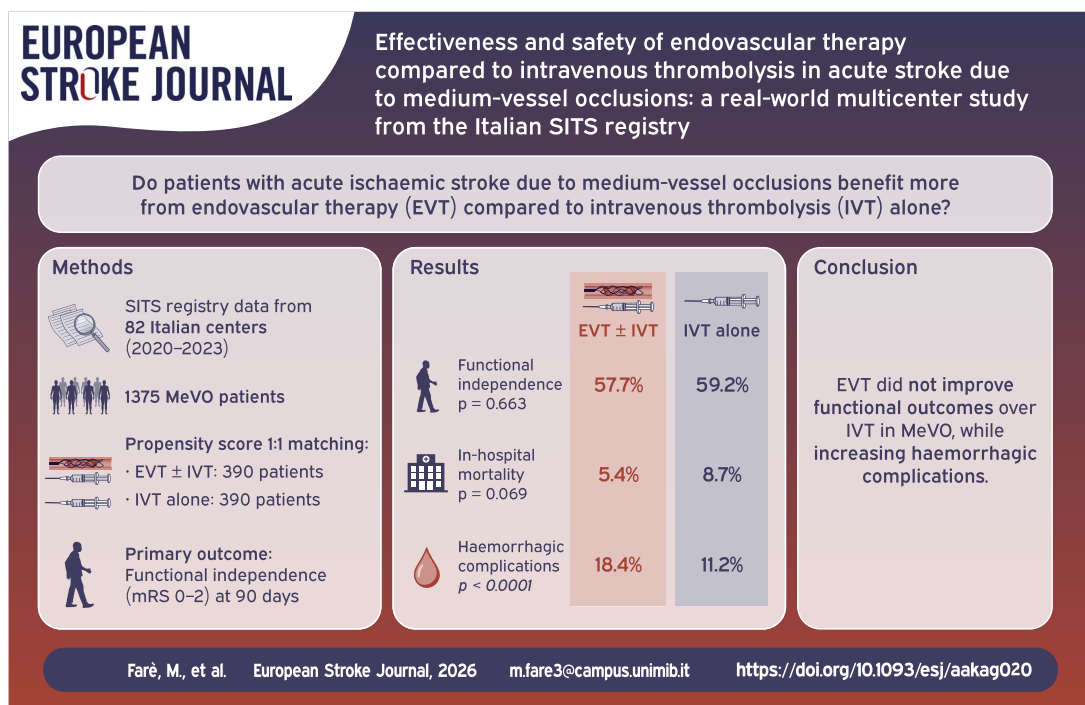 EUROPEAN
STROKE JOURNAL
Effectiveness and safety of endovascular therapy
compared to intravenous thrombolysis in acute stroke due
to medium-vessel occlusions: a real-world multicenter study
from the Italian SITS registry
Do patients with acute ischaemic stroke due to medium-vessel occlusions benefit more
from endovascular therapy (EVT) compared to intravenous thrombolysis (IVT) alone?
Methods
SITS registry data from
82 Italian centers
(2020–2023)
1375 MeVO patients
Propensity score 1:1 matching:
· EVT ± IVT: 390 patients
· IVT alone: 390 patients
Primary outcome:
Functional independence
(mRS 0–2) at 90 days
Results
EVT ± IVT
IVT alone
Functional
independence
p = 0.663
57.7%
59.2%
In-hospital
mortality
p = 0.069
5.4%
8.7%
Haemorrhagic
complications
p < 0.0001
18.4%
11.2%
Conclusion
EVT did not improve
functional outcomes over
IVT in MeVO, while
increasing haemorrhagic
complications.
Farè, M., et al.
European Stroke Journal, 2026
m.fare3@campus.unimib.it
https://doi.org/10.1093/esj/aakag020